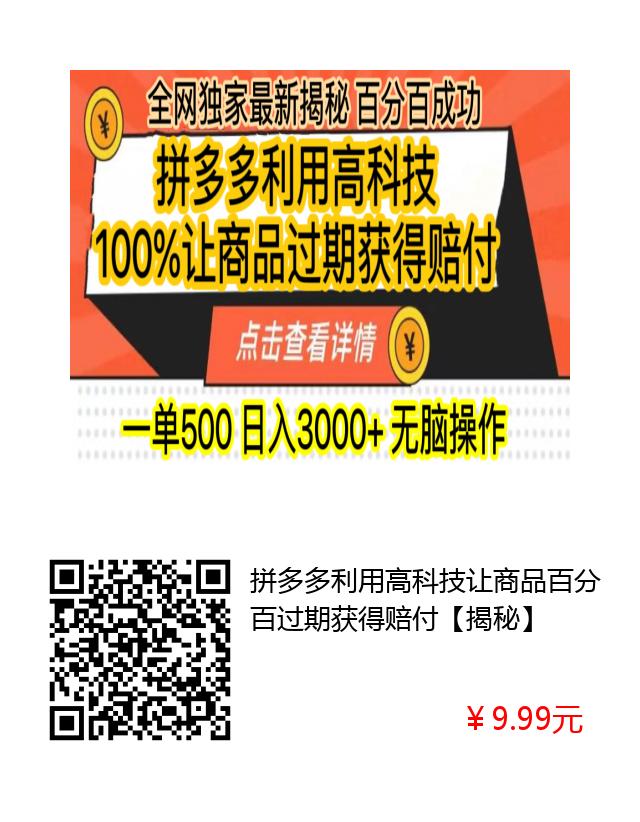 全网独家最新揭秘 百分百成功
¥
拼多多利用高科技
100%让商品过期获得赔付
点击查看详情
¥
一单500 日入3000+ 无脑操作
拼多多利用高科技让商品百分
百过期获得赔付【揭秘】
¥ 9.99元